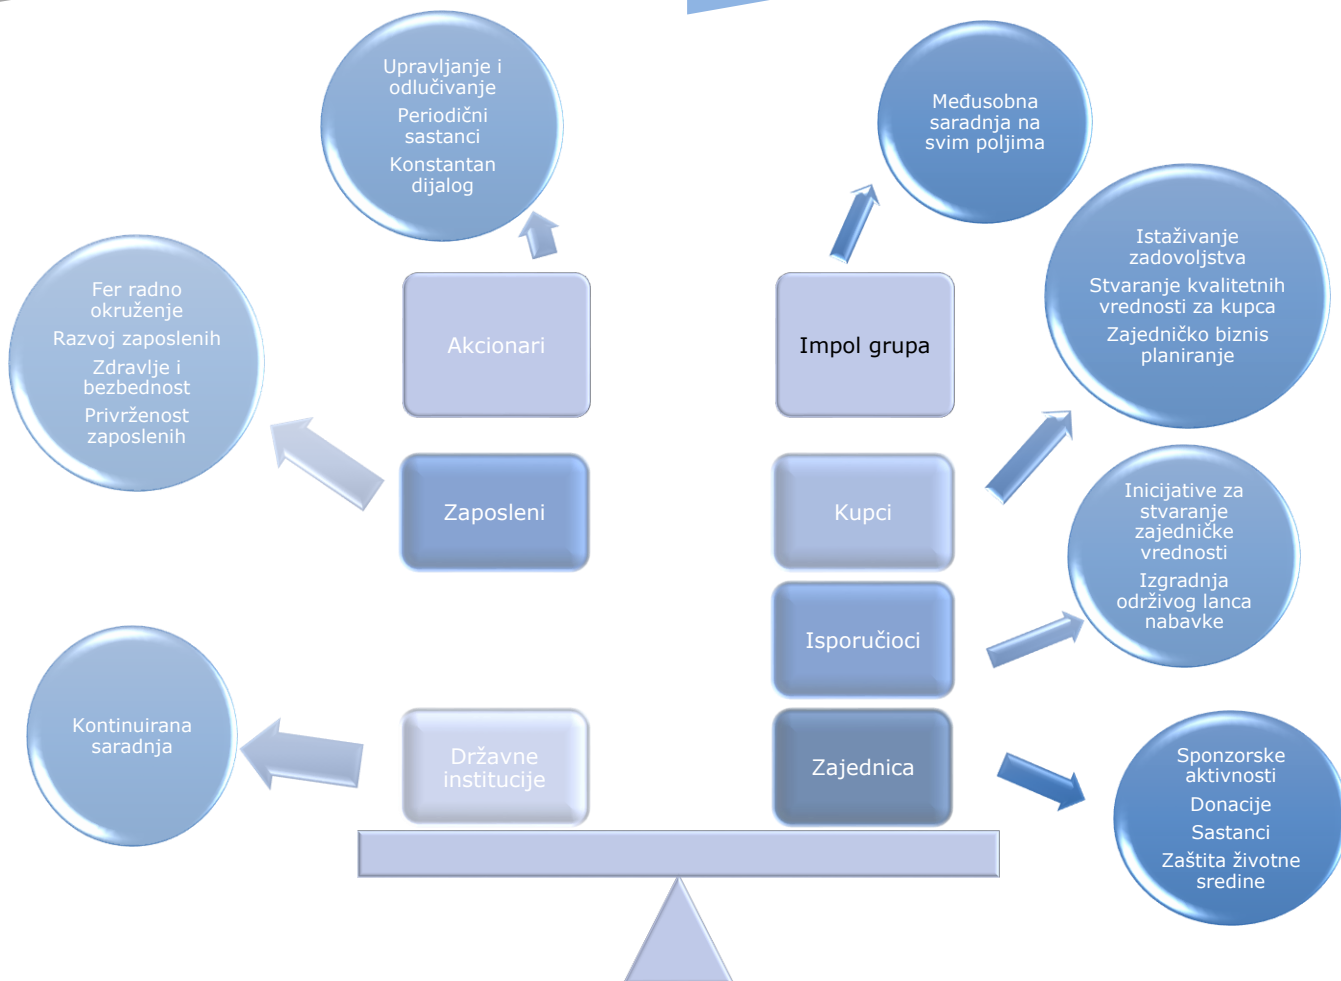 Upravljanje i
odlučivanje
Periodični
sastanci
Konstantan
dijalog
Međusobna
saradnja na
svim poljima
Istaživanje
zadovoljstva
Stvaranje kvalitetnih
vrednosti za kupca
Zajedničko biznis
planiranje
Fer radno
okruženje
Razvoj zaposlenih
Zdravlje i
bezbednost
Privrženost
zaposlenih
Akcionari
Impol grupa
Zaposleni
Kupci
Inicijative za
stvaranje
zajedničke
vrednosti
Izgradnja
održivog lanca
nabavke
Isporučioci
Kontinuirana
saradnja
Državne
institucije
Zajednica
Sponzorske
aktivnosti
Donacije
Sastanci
Zaštita životne
sredine